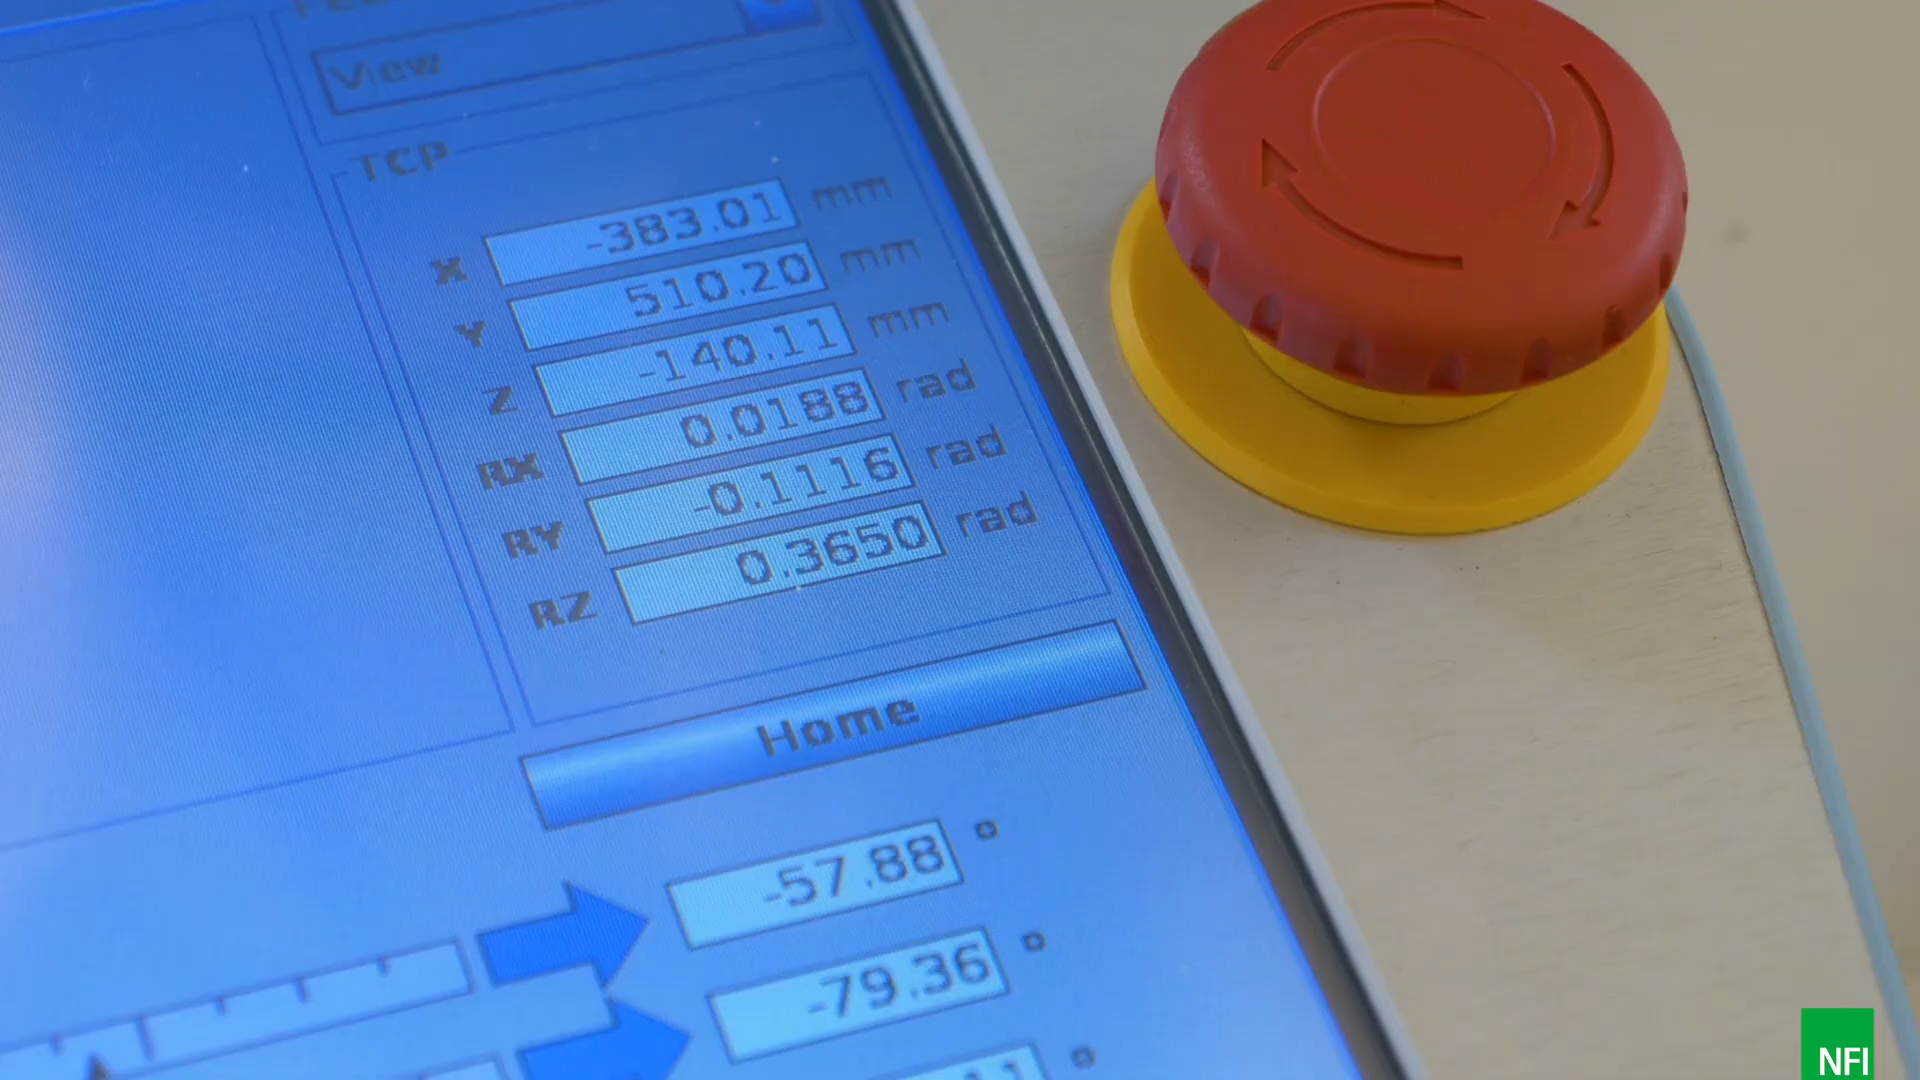 View
TCP
X -383.01 mm
Y 510.20 mm
Z -140.11 mm
RX 0.0188 rad
RY -0.1116 rad
RZ 0.3650 rad
Home
-57.88 °
-79.36 °
°
NFI